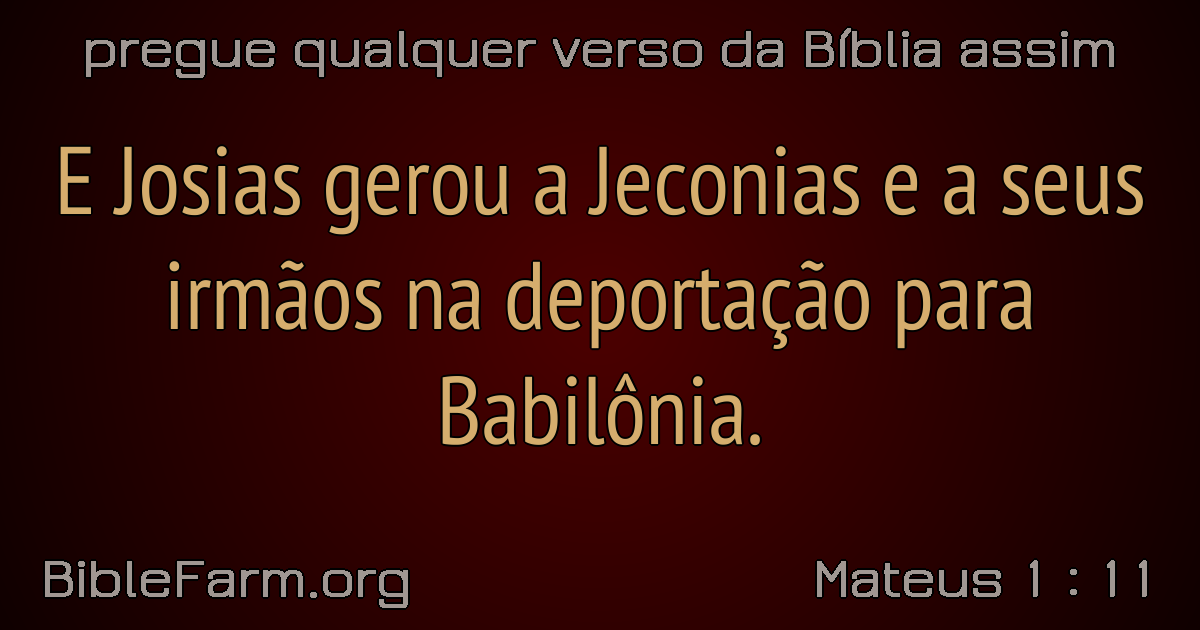 pregue qualquer verso da Bíblia assim
E Josias gerou a Jeconias e a seus
irmãos na deportação para
Babilônia.
BibleFarm.org
Mateus 1 : 11